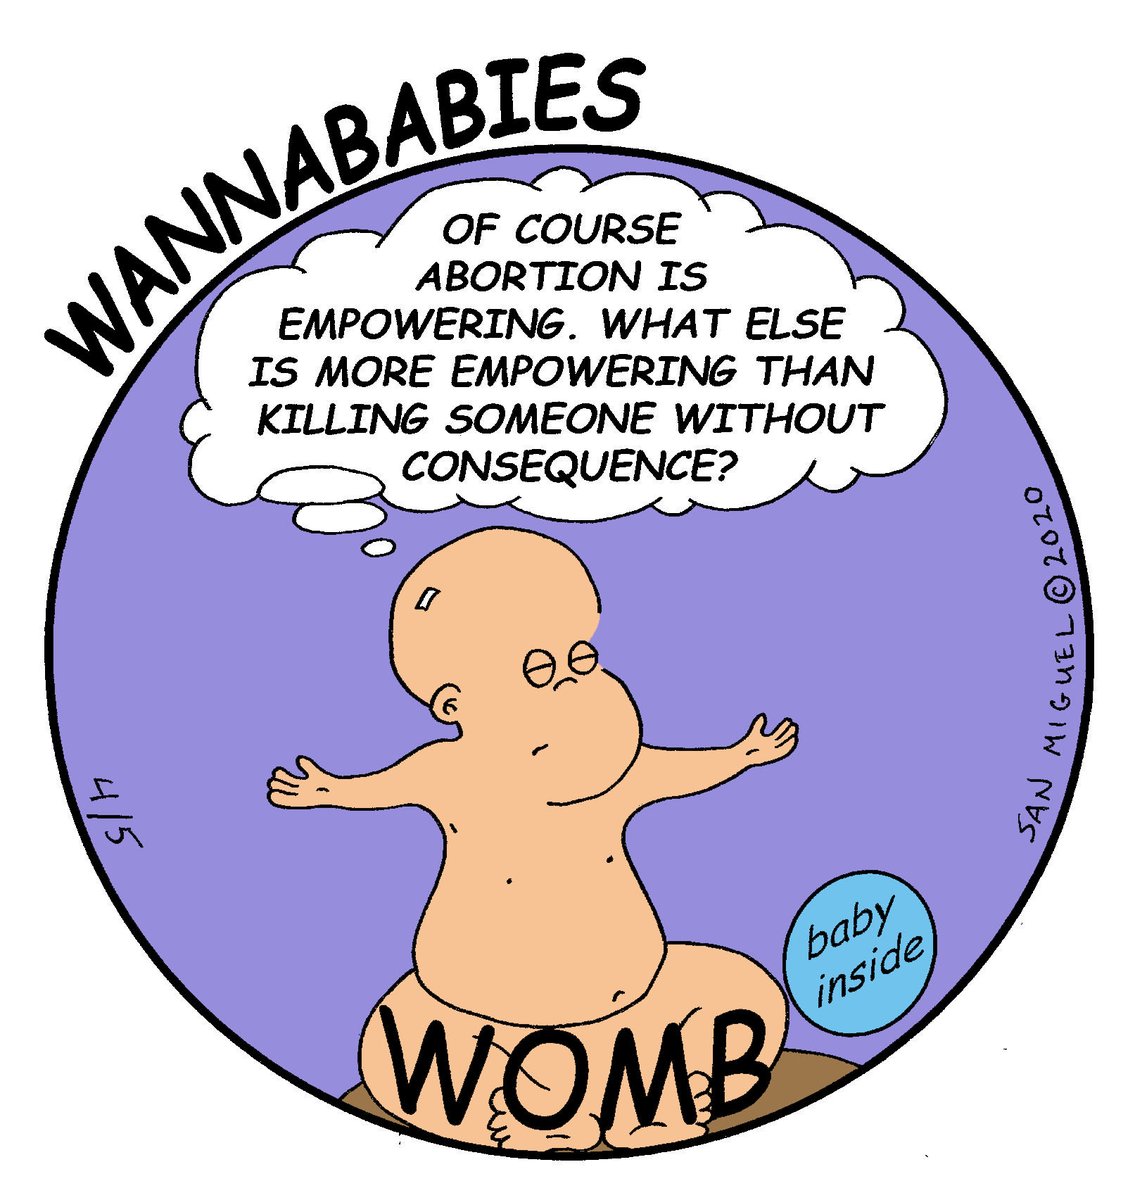 WANNABABIES
OF COURSE
ABORTION IS
EMPOWERING. WHAT ELSE
IS MORE EMPOWERING THAN
KILLING SOMEONE WITHOUT
CONSEQUENCE?
SAN MIGUEL © 2020
4/5
baby
inside
WOMB